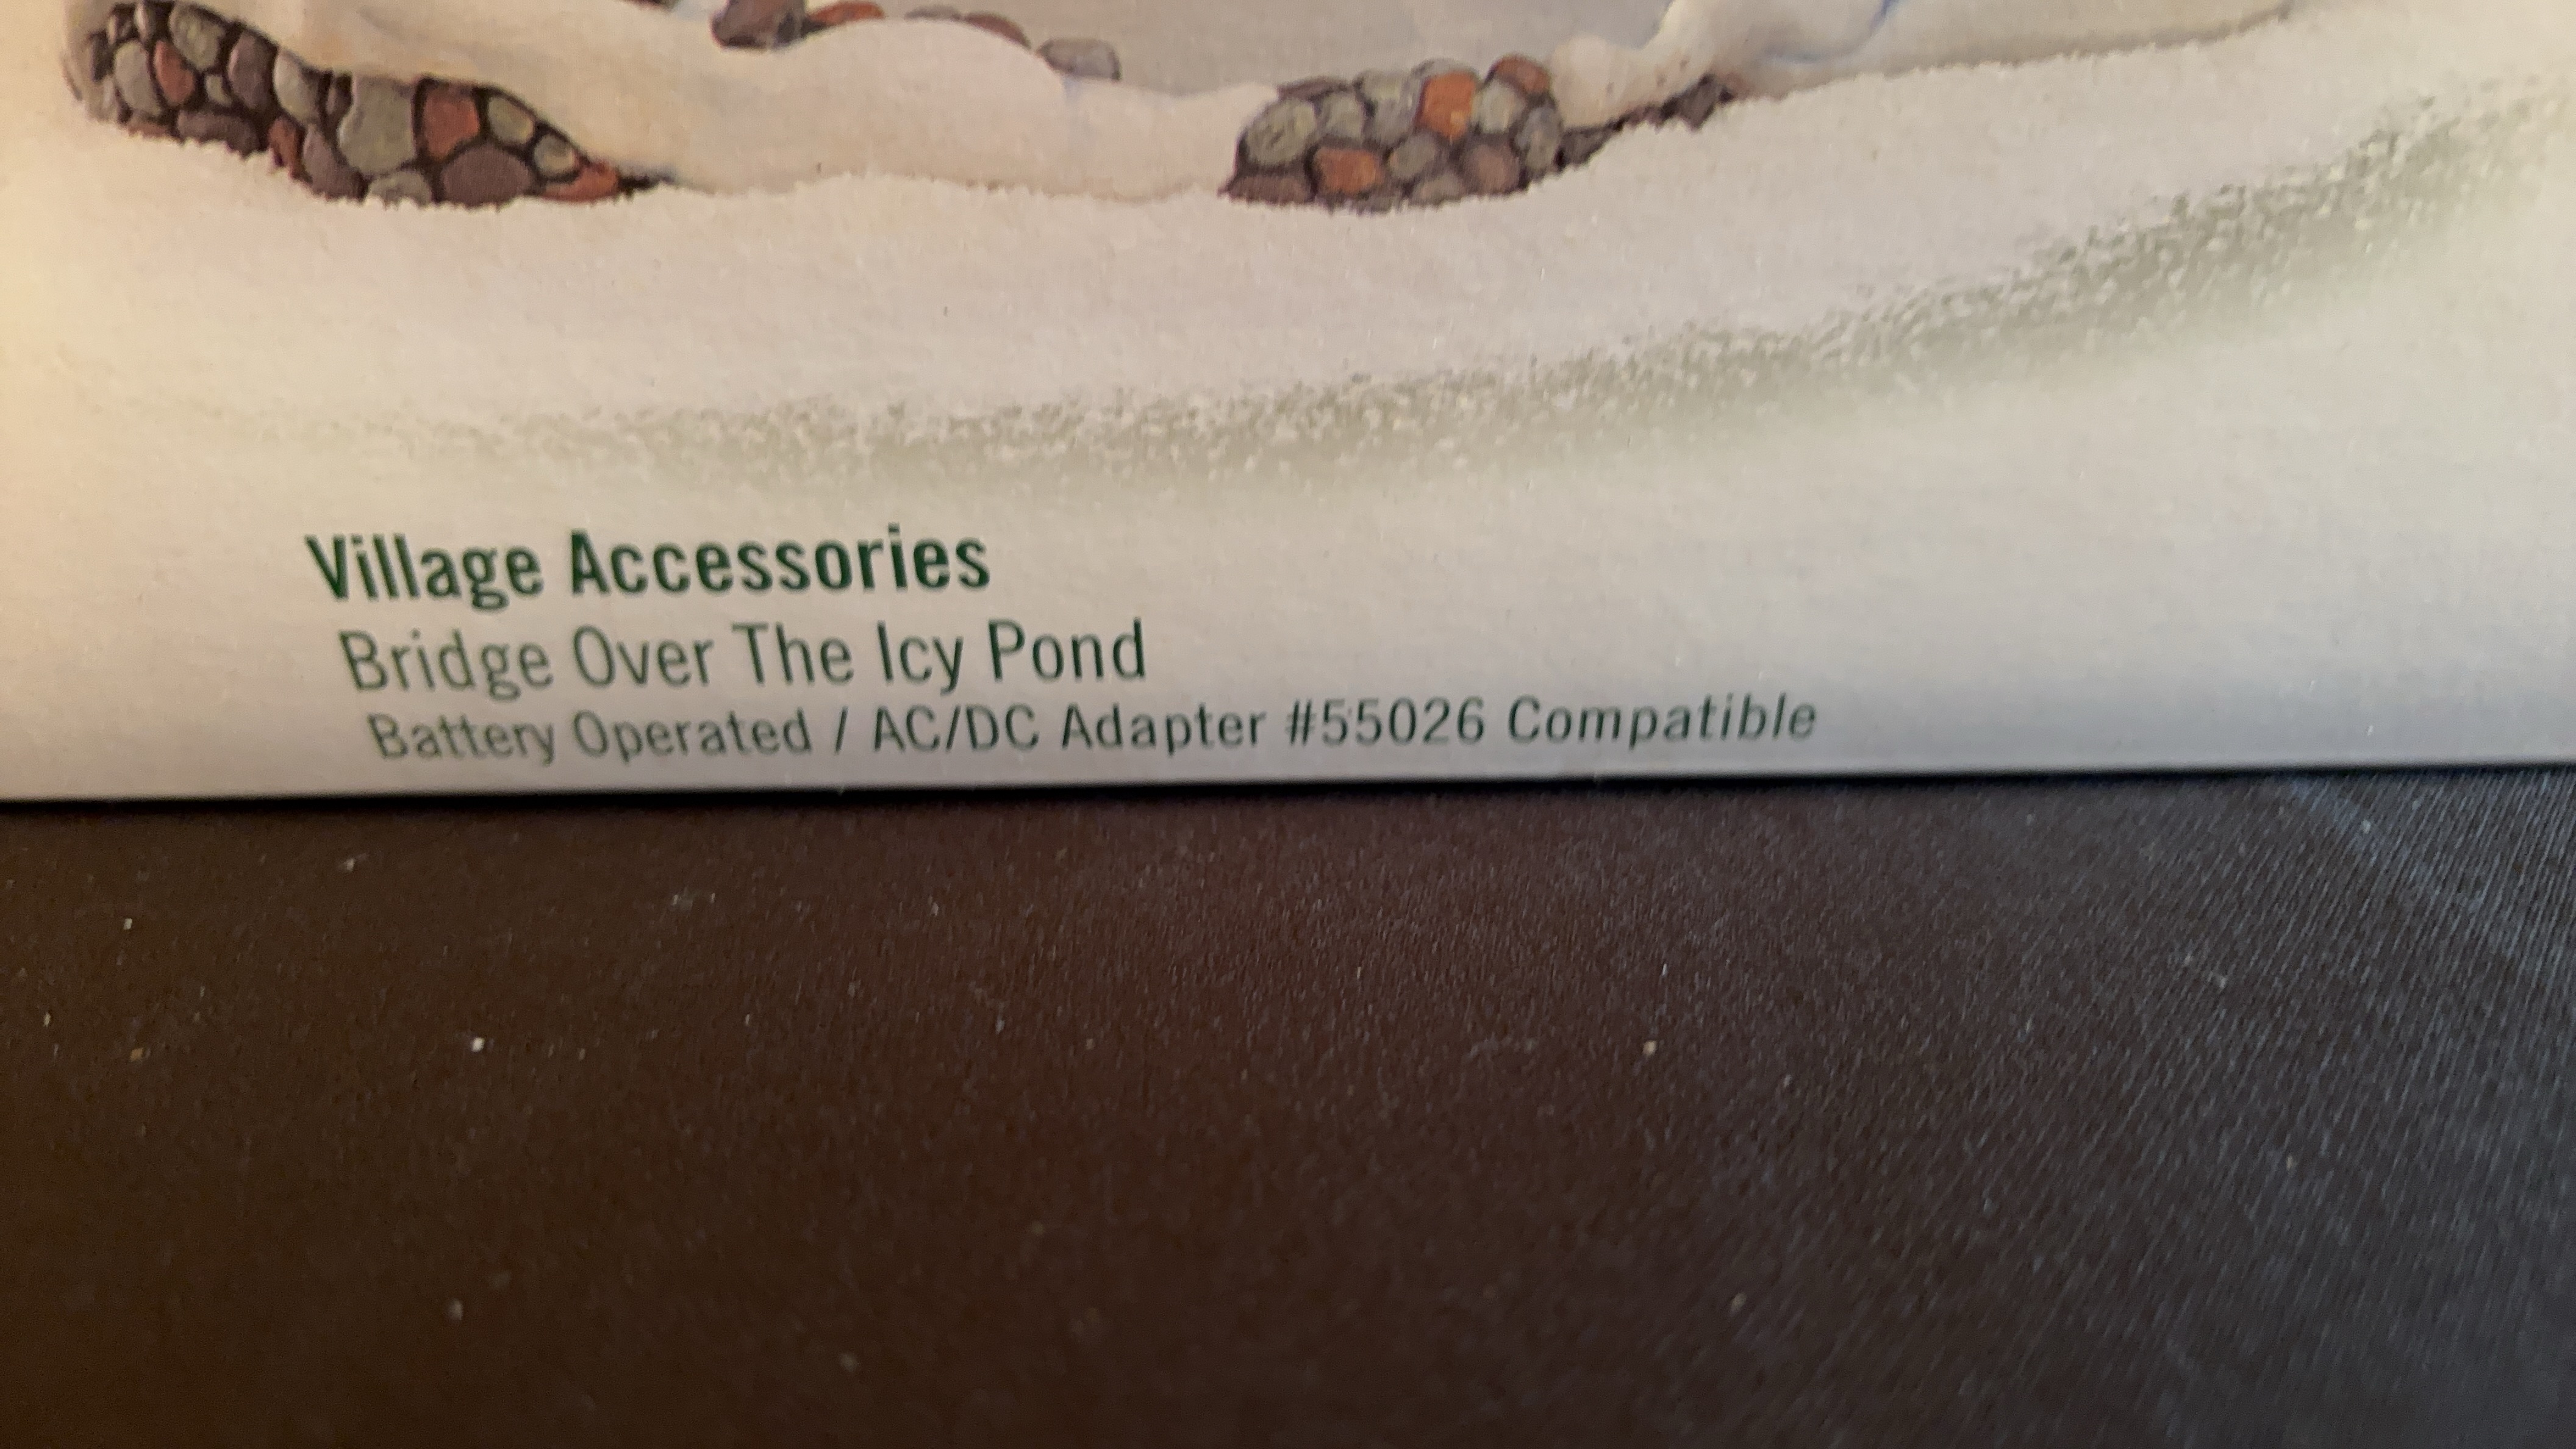 Village Accessories
Bridge Over The Icy Pond
Battery Operated / AC/DC Adapter #55026 Compatible